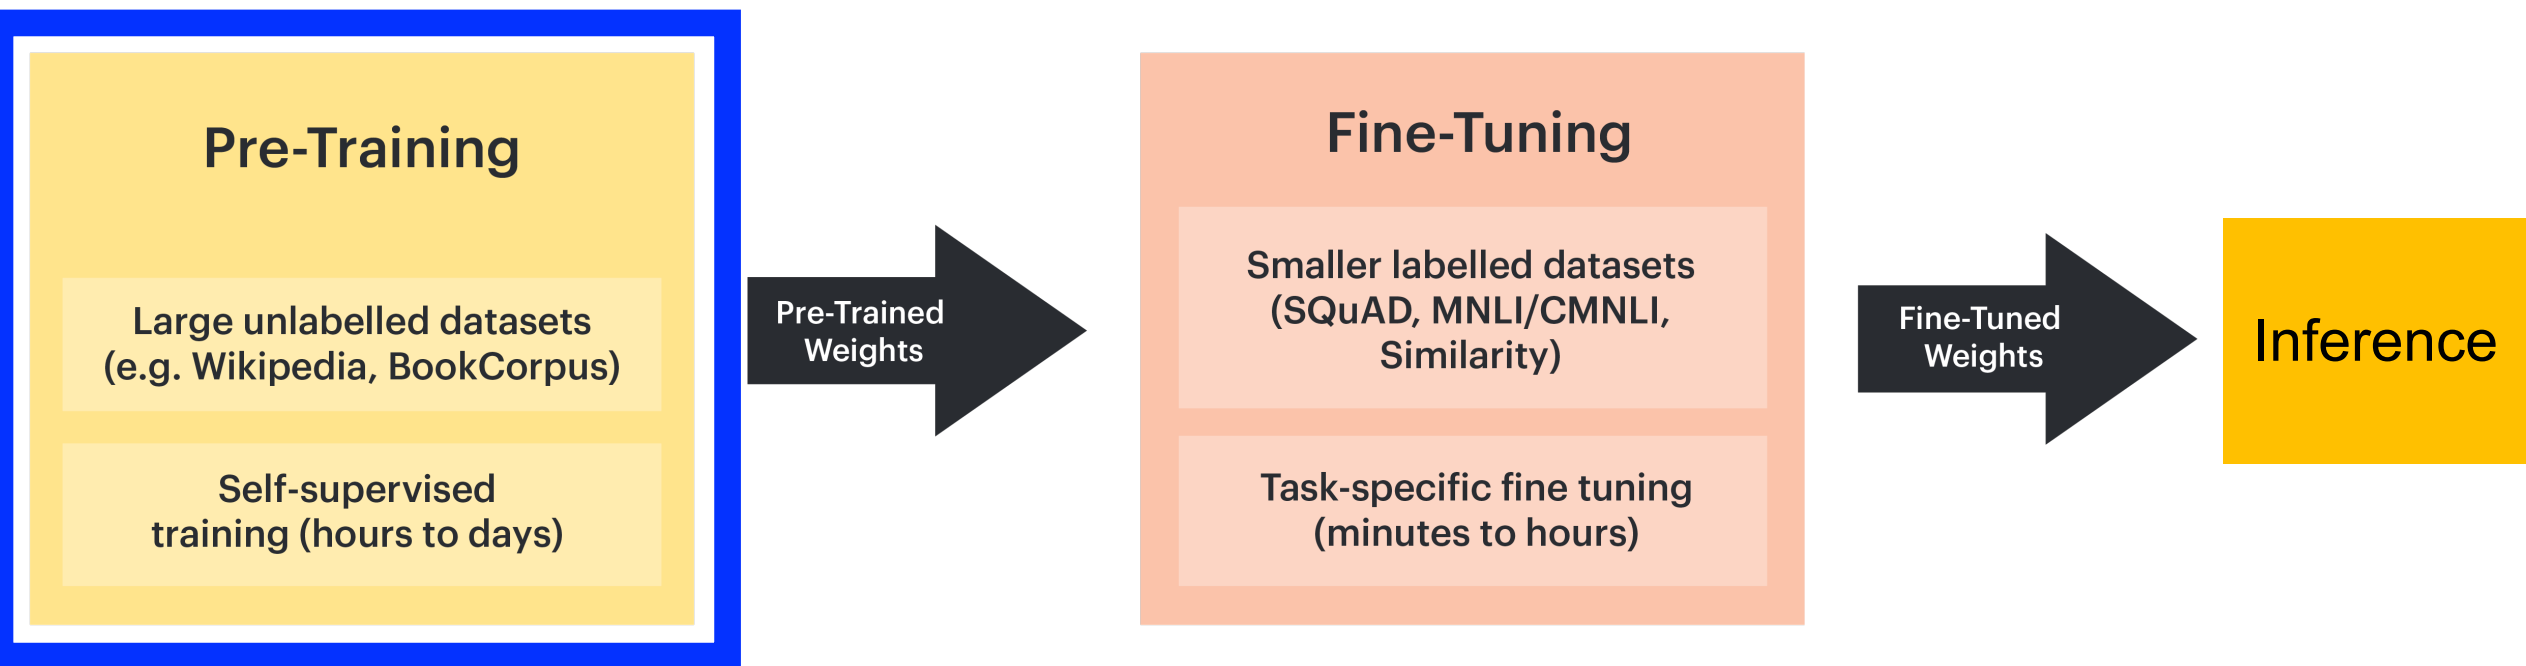 Pre-Training
Large unlabelled datasets
(e.g. Wikipedia, BookCorpus)
Self-supervised
training (hours to days)
Pre-Trained
Weights
Fine-Tuning
Smaller labelled datasets
(SQuAD, MNLI/CMNLI,
Similarity)
Task-specific fine tuning
(minutes to hours)
Fine-Tuned
Weights
Inference